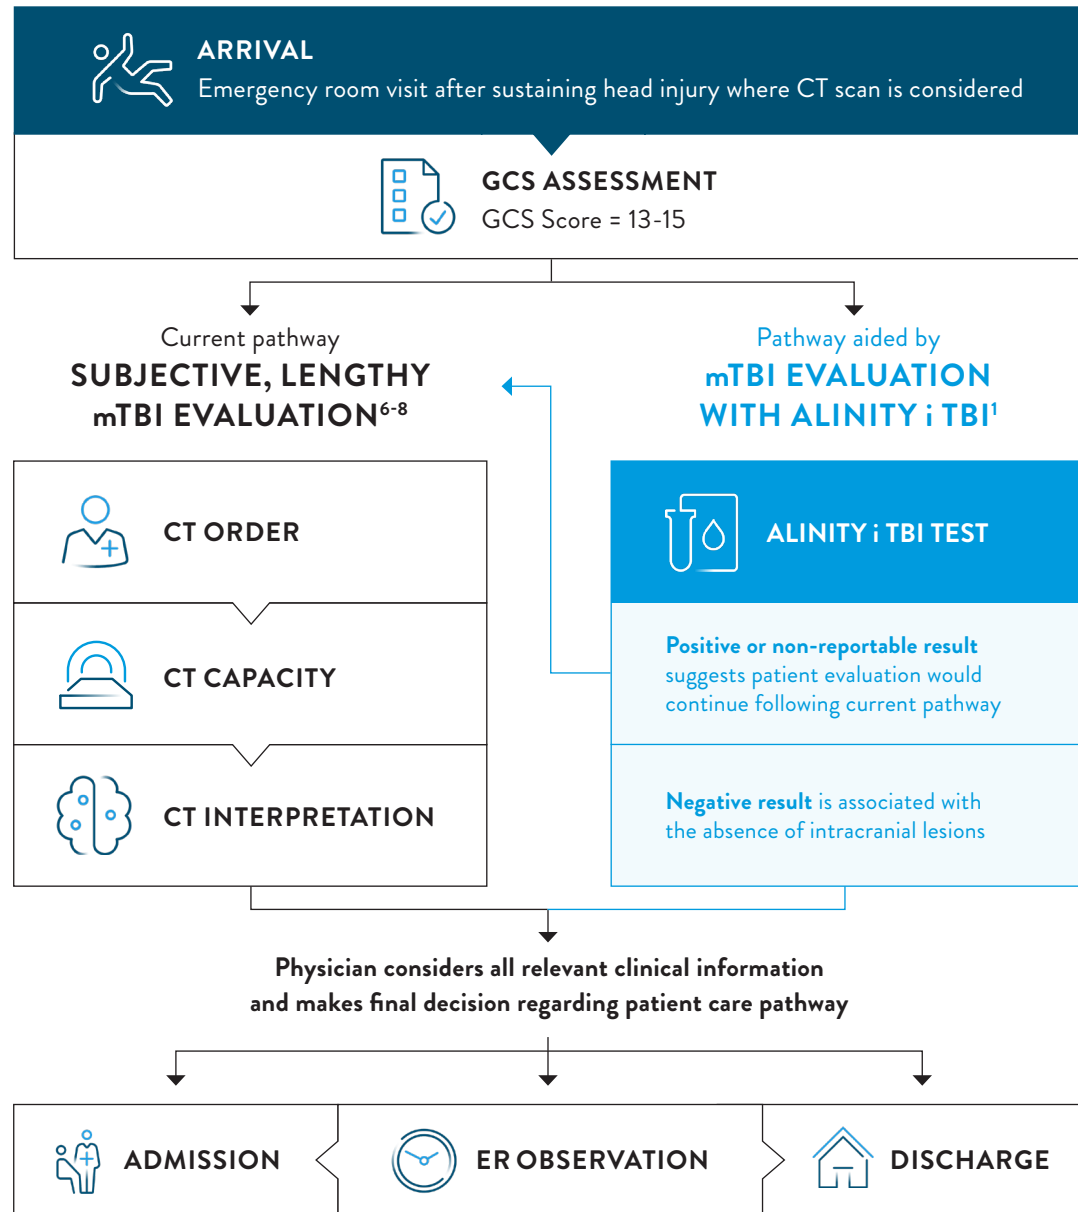 ARRIVAL
Emergency room visit after sustaining head injury where CT scan is considered
GCS ASSESSMENT
GCS Score = 13-15
Current pathway
SUBJECTIVE, LENGTHY
mTBI EVALUATION6-8
Pathway aided by
mTBI EVALUATION
WITH ALINITY i TBI1
CT ORDER
CT CAPACITY
CT INTERPRETATION
ALINITY i TBI TEST
Positive or non-reportable result
suggests patient evaluation would
continue following current pathway
Negative result is associated with
the absence of intracranial lesions
Physician considers all relevant clinical information
and makes final decision regarding patient care pathway
ADMISSION
ER OBSERVATION
DISCHARGE